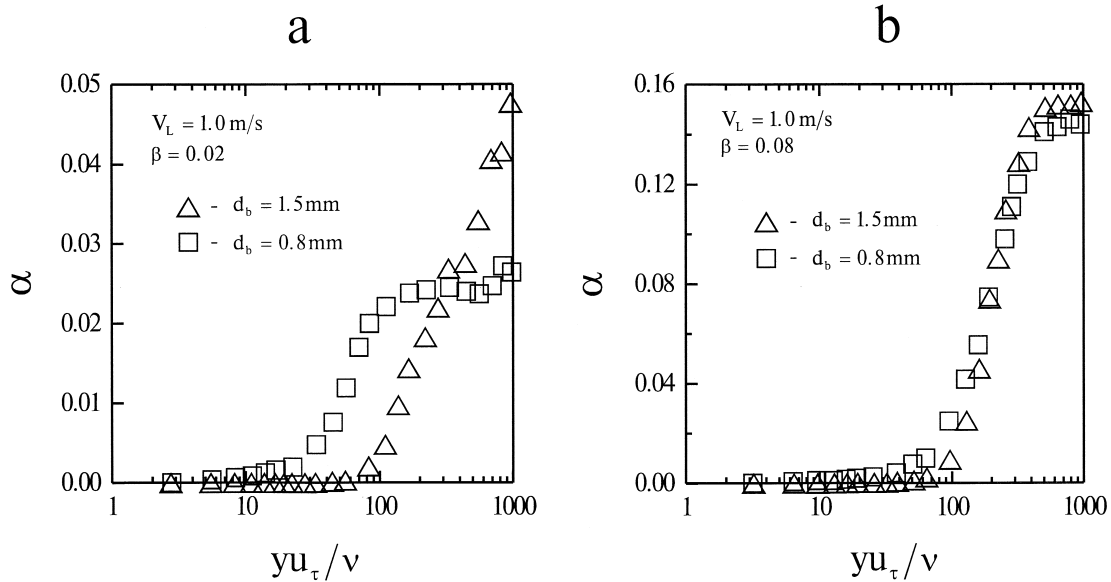 a
0.05
0.04
0.03
0.02
0.01
0.00
α
V_L = 1.0 m/s
β = 0.02
△ - d_b = 1.5mm
□ - d_b = 0.8mm
1 10 100 1000
yu_τ/ν
b
0.16
0.12
0.08
0.04
0.00
α
V_L = 1.0 m/s
β = 0.08
△ - d_b = 1.5mm
□ - d_b = 0.8mm
1 10 100 1000
yu_τ/ν